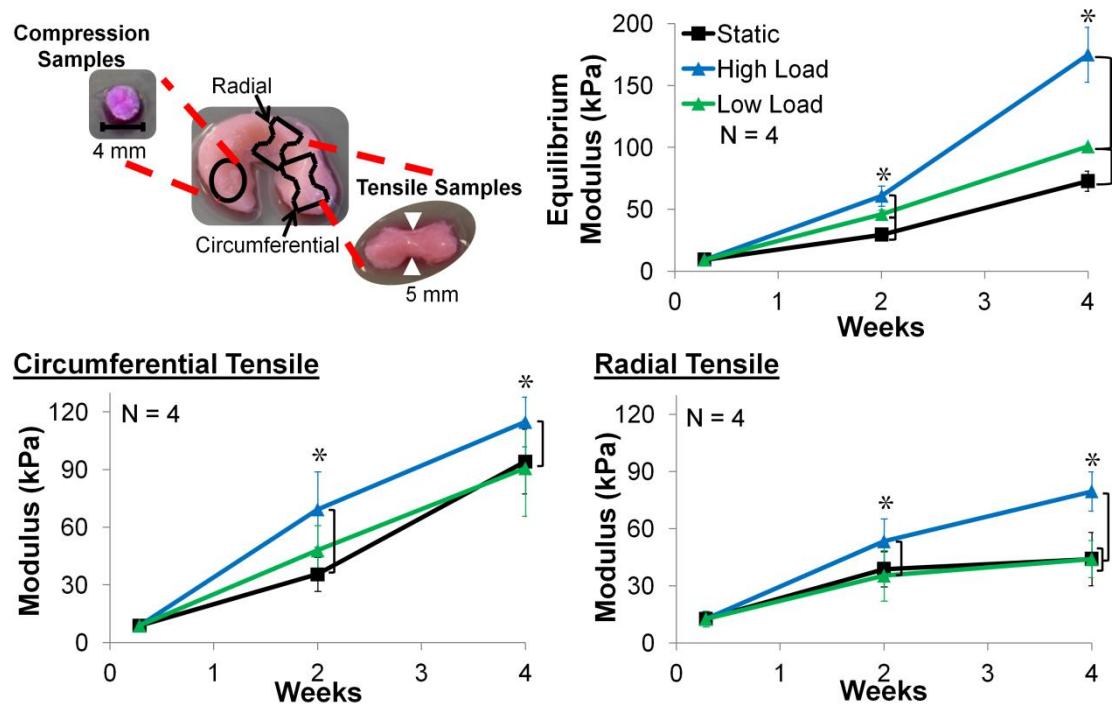 Compression
Samples
Radial
4 mm
Tensile Samples
Circumferential
5 mm
Equilibrium
Modulus (kPa)
200
150
100
50
0
Static
High Load
Low Load
N = 4
*
*
0
1
2
3
4
Weeks
Circumferential Tensile
Modulus (kPa)
120
90
60
30
0
N = 4
*
*
0
1
2
3
4
Weeks
Radial Tensile
Modulus (kPa)
120
90
60
30
0
N = 4
*
*
0
1
2
3
4
Weeks